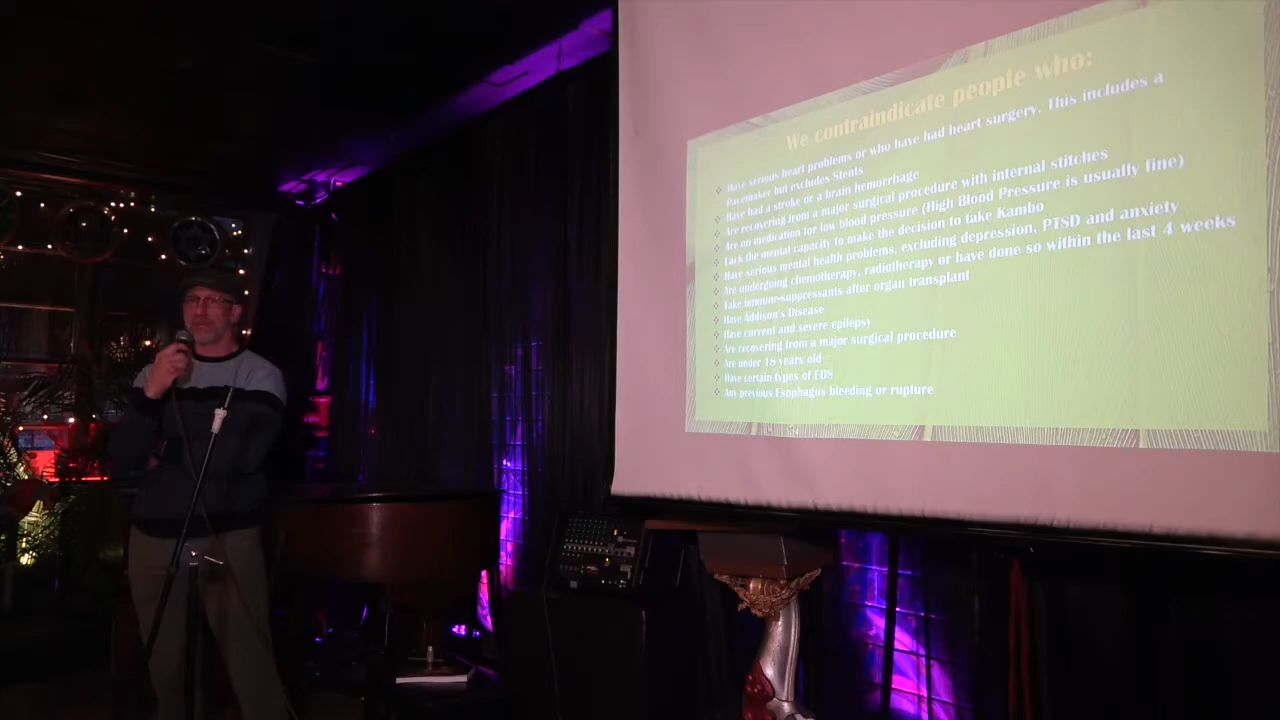 We contraindicate people who:
Have serious heart problems or who have had heart surgery. This includes a
Pacemaker but excludes Stents
Have had a stroke or a brain hemorrhage
Are recovering from a major surgical procedure with internal stitches
Are on medication for low blood pressure (High Blood Pressure is usually fine)
Lack the mental capacity to make the decision to take Kambo
Have serious mental health problems, excluding depression, PTSD and anxiety
Are undergoing chemotherapy, radiotherapy or have done so within the last 4 weeks
Take immune-suppressants after organ transplant
Have Addison's Disease
Have current and severe epilepsy
Are recovering from a major surgical procedure
Are under 18 years old
Have certain types of EDS
Any previous Esophagus bleeding or rupture